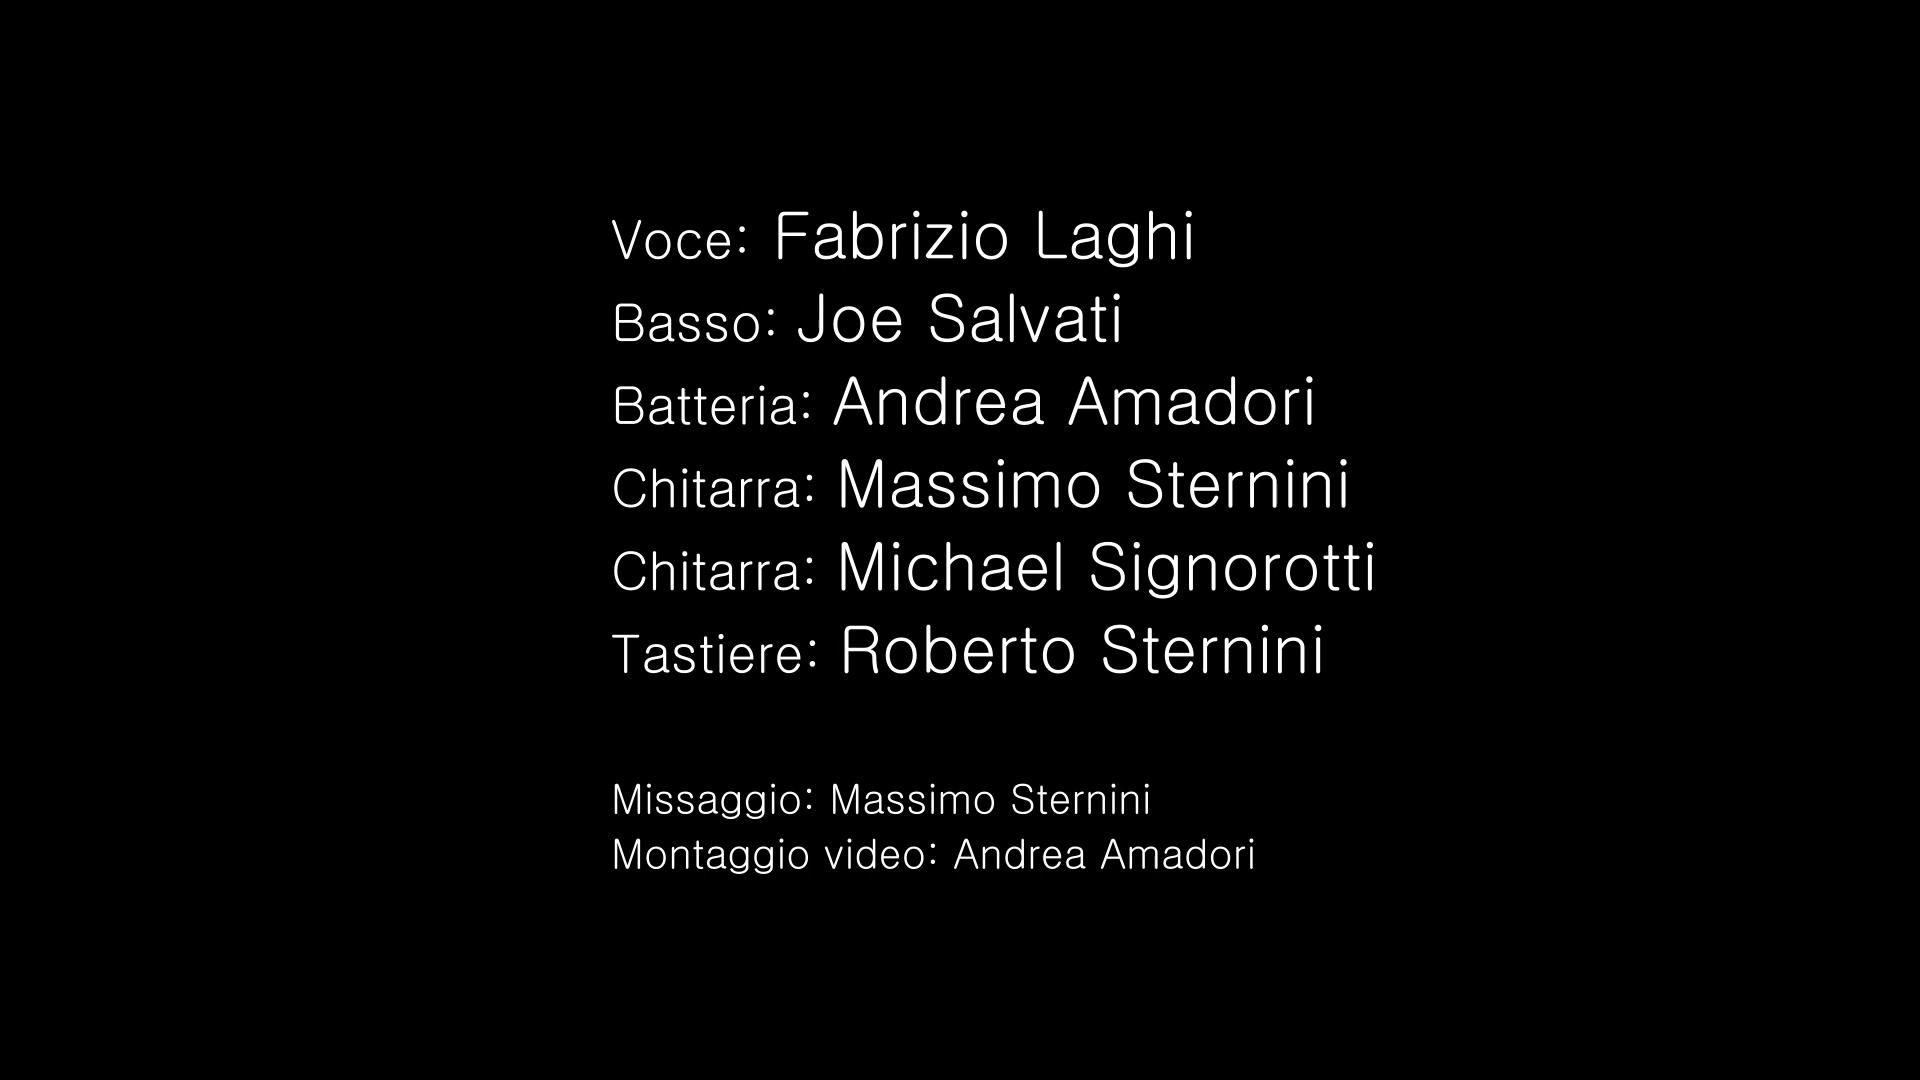 Voce: Fabrizio Laghi
Basso: Joe Salvati
Batteria: Andrea Amadori
Chitarra: Massimo Sternini
Chitarra: Michael Signorotti
Tastiere: Roberto Sternini
Missaggio: Massimo Sternini
Montaggio video: Andrea Amadori